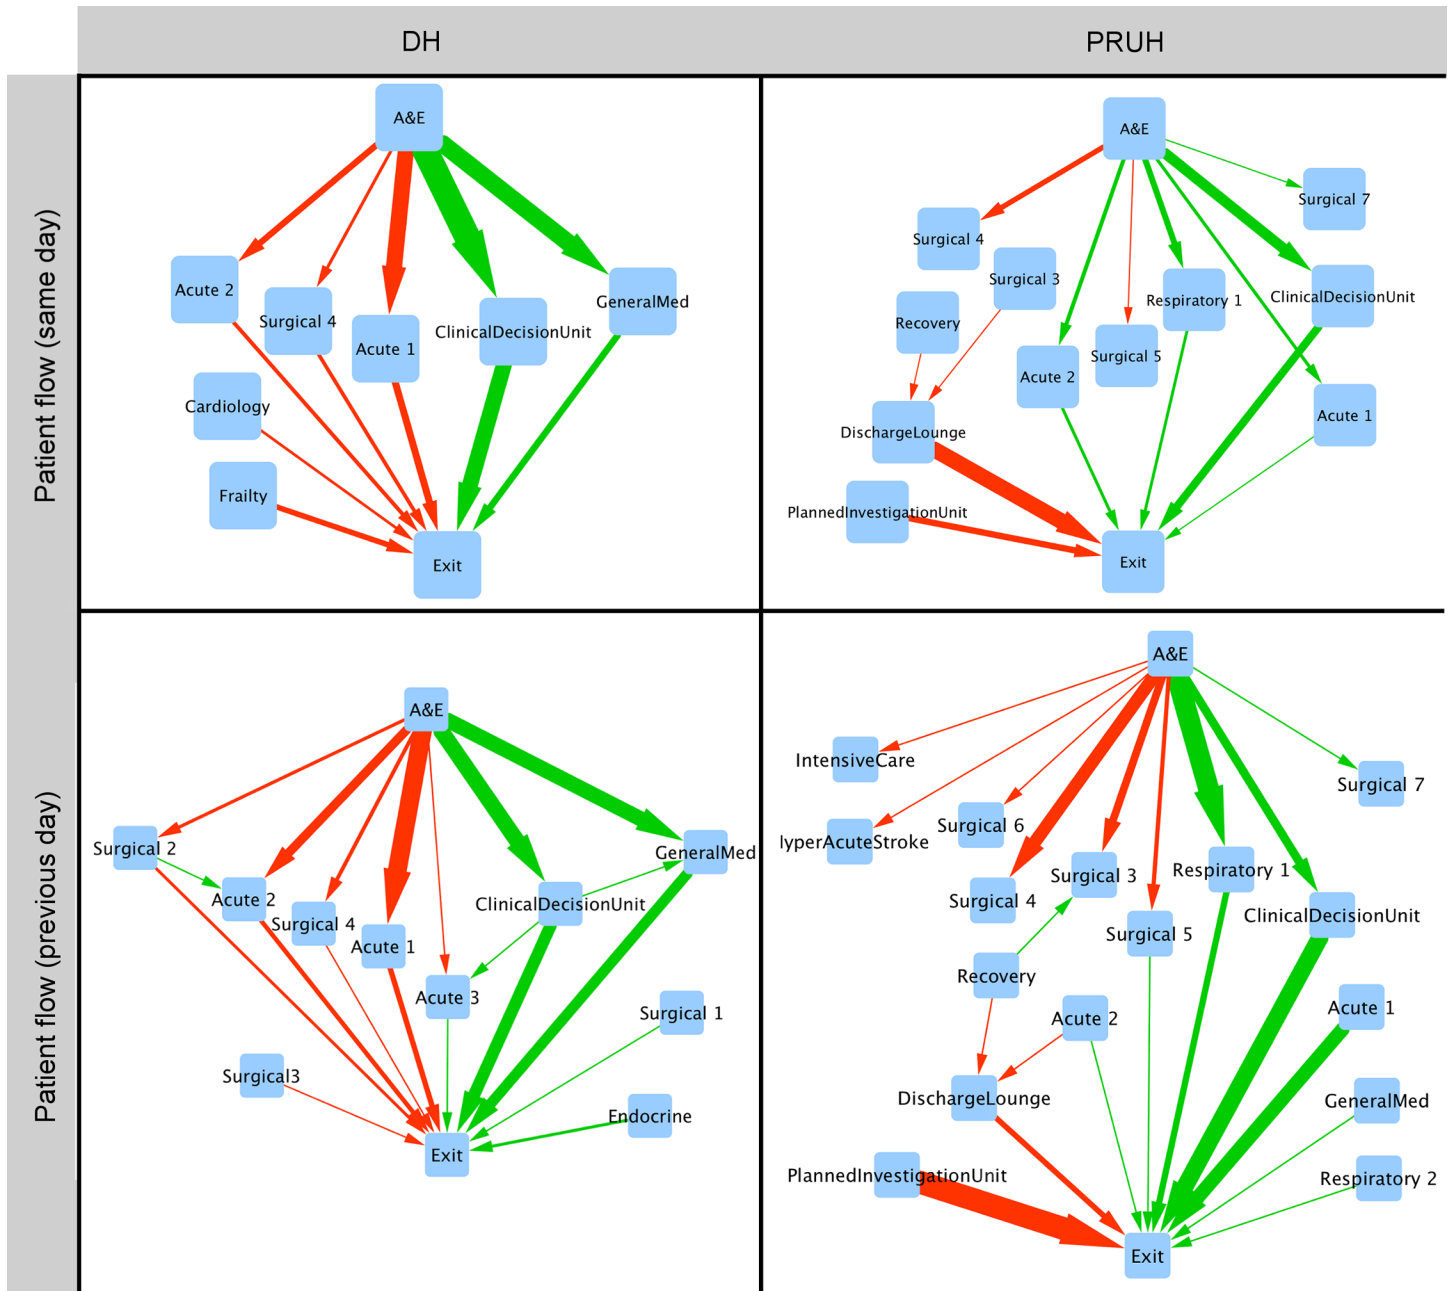 DH
PRUH
Patient flow (same day)
A&E
Acute 2
Surgical 4
Acute 1
ClinicalDecisionUnit
GeneralMed
Cardiology
Frailty
Exit
A&E
Surgical 7
Surgical 4
Surgical 3
Recovery
Respiratory 1
ClinicalDecisionUnit
Surgical 5
Acute 2
Acute 1
DischargeLounge
PlannedInvestigationUnit
Exit
Patient flow (previous day)
A&E
Surgical 2
GeneralMed
Acute 2
Surgical 4
ClinicalDecisionUnit
Acute 1
Acute 3
Surgical 1
Surgical3
Endocrine
Exit
A&E
IntensiveCare
Surgical 7
Surgical 6
lyperAcuteStroke
Surgical 3
Respiratory 1
Surgical 4
ClinicalDecisionUnit
Surgical 5
Recovery
Acute 2
Acute 1
DischargeLounge
GeneralMed
PlannedInvestigationUnit
Respiratory 2
Exit